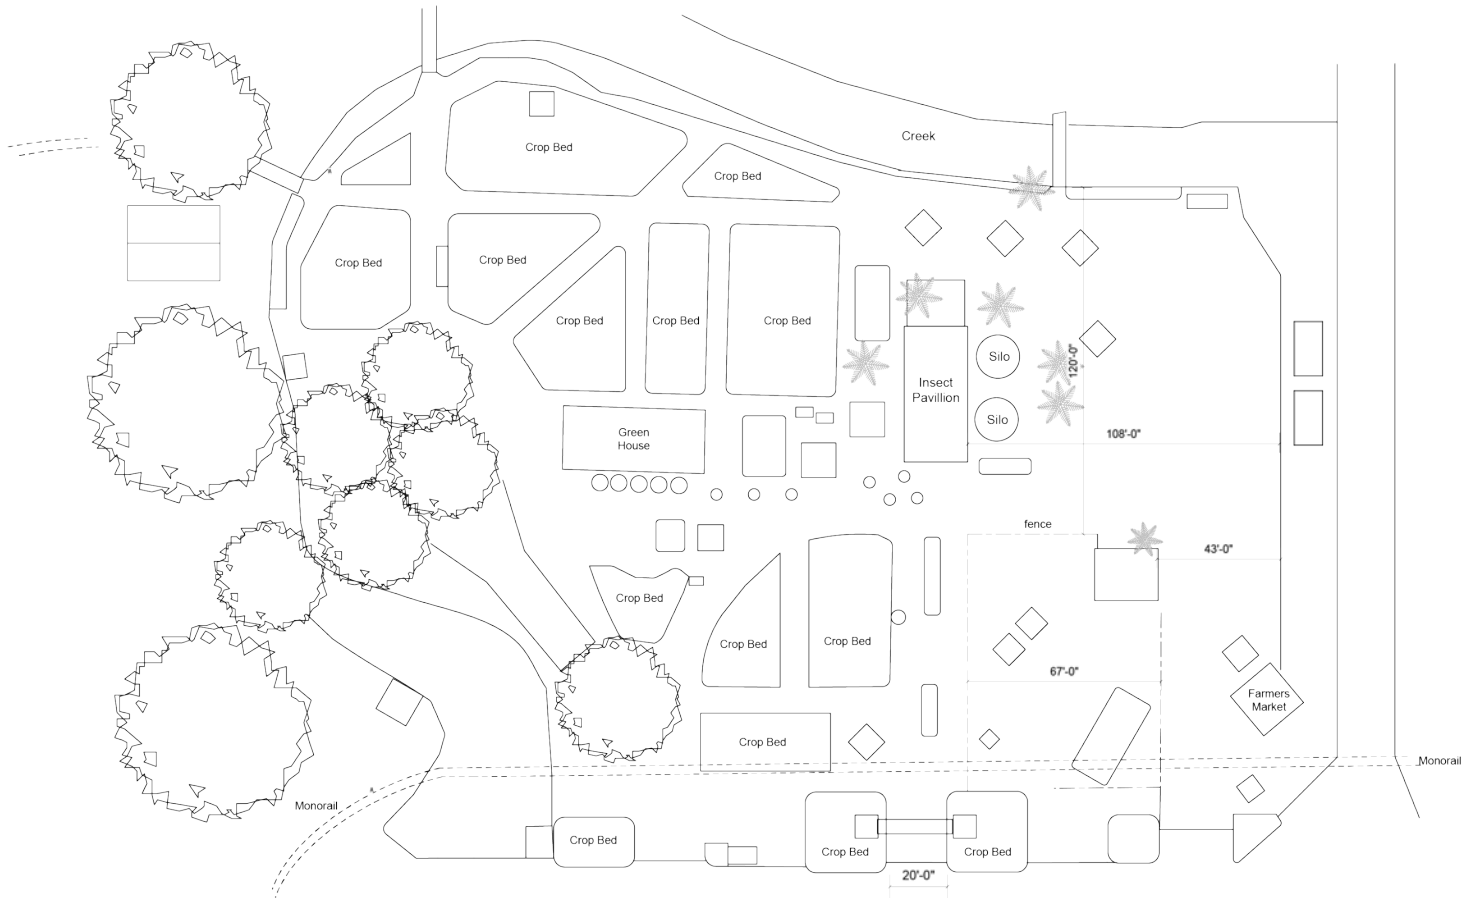 Creek
Crop Bed
Crop Bed
Crop Bed
Crop Bed
Crop Bed
Crop Bed
Crop Bed
Silo
120'-0"
Insect
Pavillion
Silo
Green
House
108'-0"
fence
43'-0"
Crop Bed
Crop Bed
Crop Bed
67'-0"
Farmers
Market
Crop Bed
Monorail
Monorail
Crop Bed
Crop Bed
Crop Bed
20'-0"